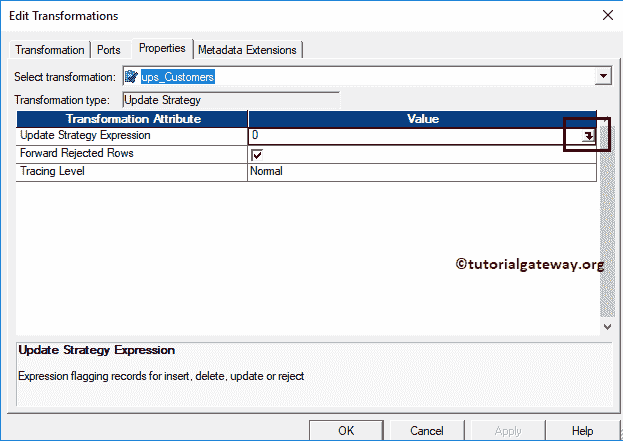 Edit Transformations
Transformation Ports Properties Metadata Extensions
Select transformation: ups_Customers
Transformation type: Update Strategy
Transformation Attribute Value
Update Strategy Expression 0
Forward Rejected Rows
Tracing Level Normal
©tutorialgateway.org
Update Strategy Expression
Expression flagging records for insert, delete, update or reject
OK Cancel Apply Help